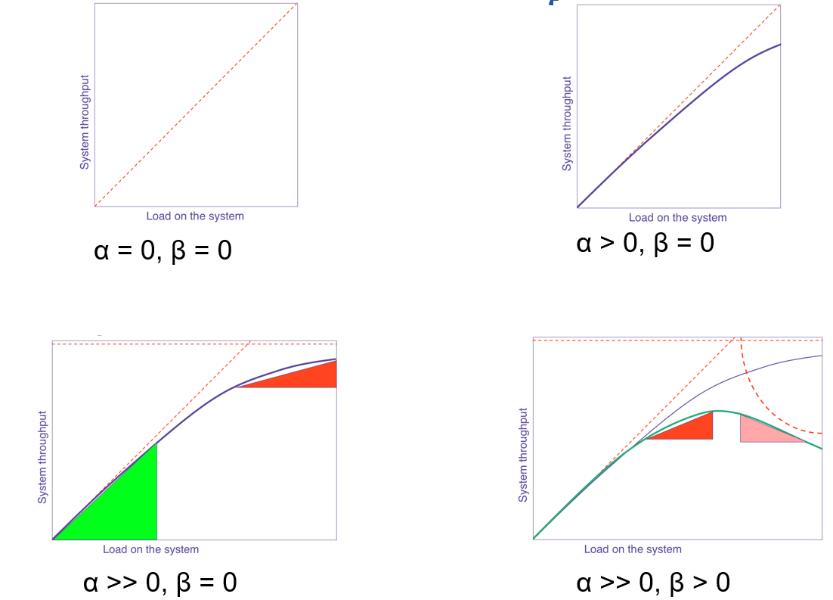 System throughput
Load on the system
α = 0, β = 0
System throughput
Load on the system
α > 0, β = 0
System throughput
Load on the system
α >> 0, β = 0
System throughput
Load on the system
α >> 0, β > 0